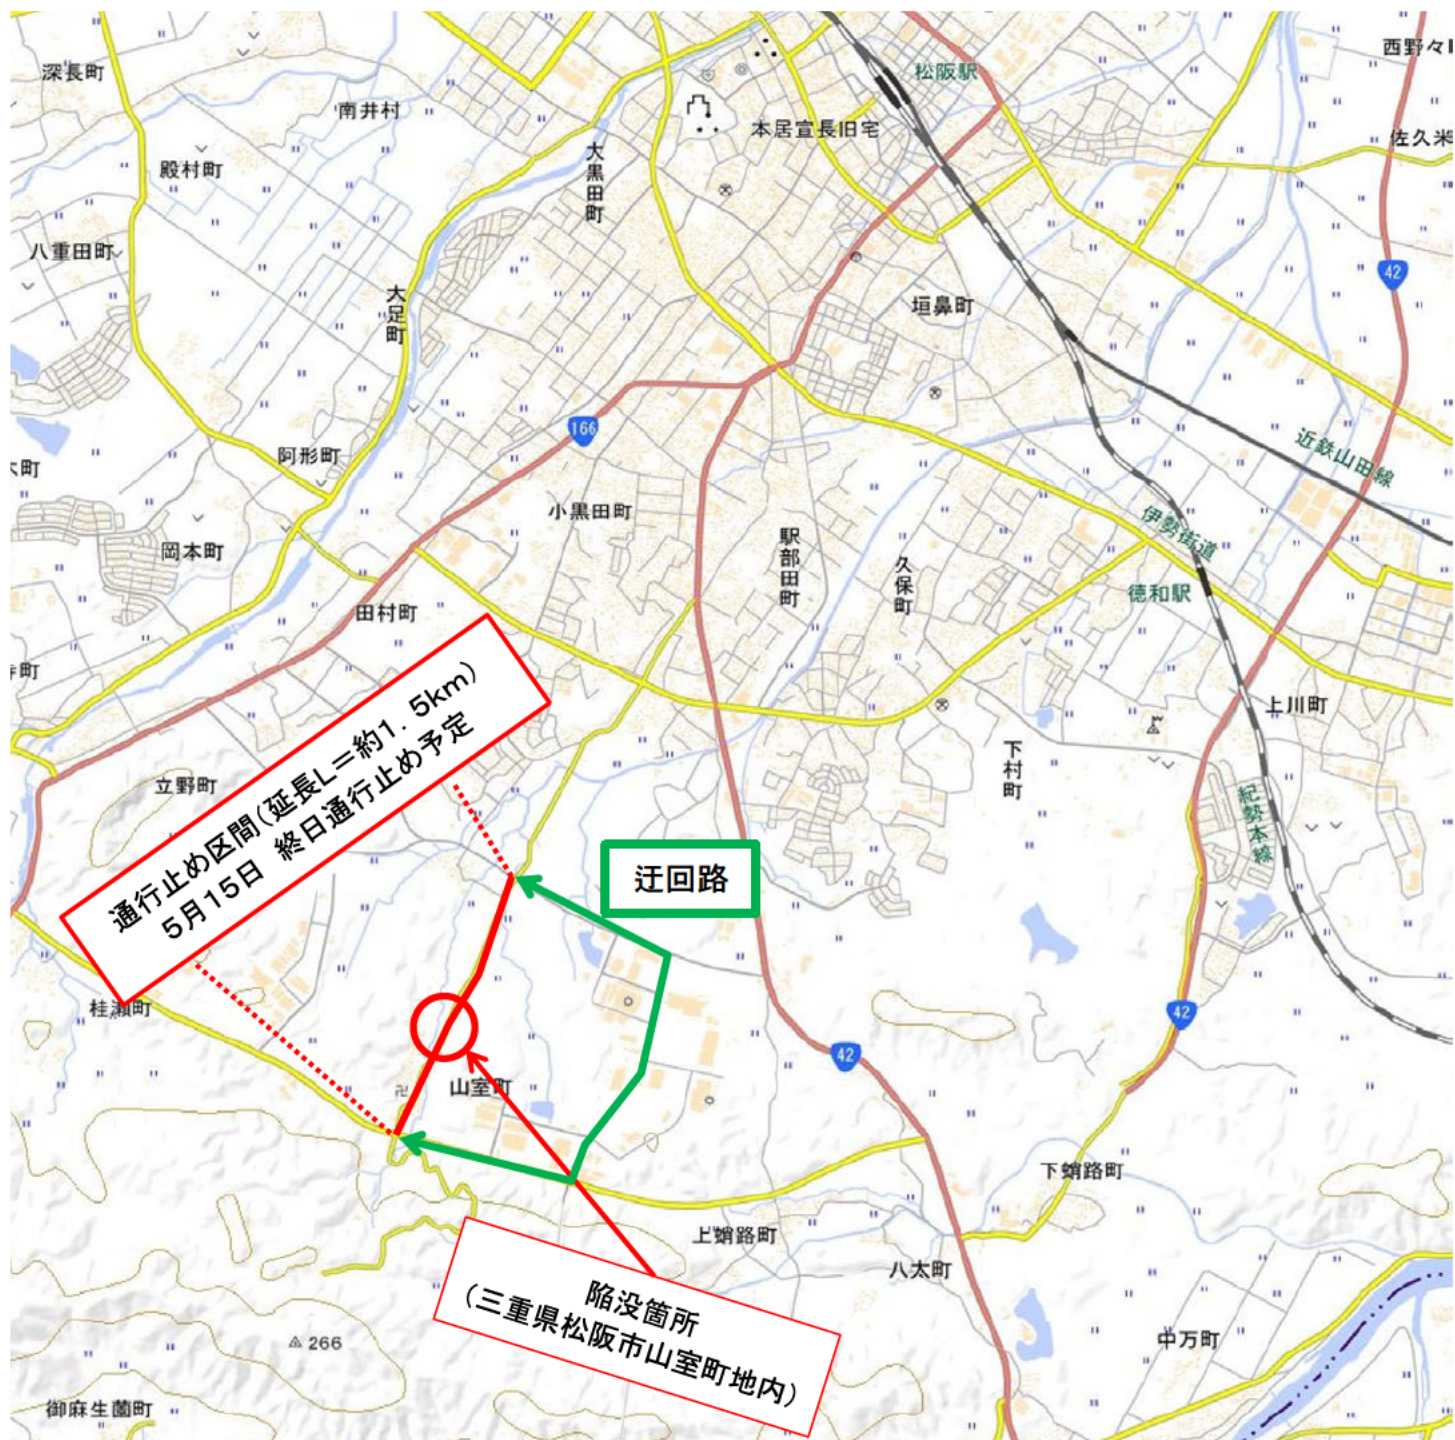 深長町
南井村
松阪駅
西野々
本居宣長旧宅
佐久米
殿村町
大黒田町
八重田町
大足町
垣鼻町
42
166
近鉄山田線
阿形町
町
小黒田町
伊勢街道
岡本町
駅部田町
久保町
徳和駅
田村町
町
上川町
下村町
立野町
紀勢本線
通行止め区間(延長L=約1.5km)
5月15日 終日通行止め予定
迂回路
桂瀬町
42
42
山室町
下蛸路町
上蛸路町
八太町
陥没箇所
(三重県松阪市山室町地内)
266
中万町
御麻生薗町